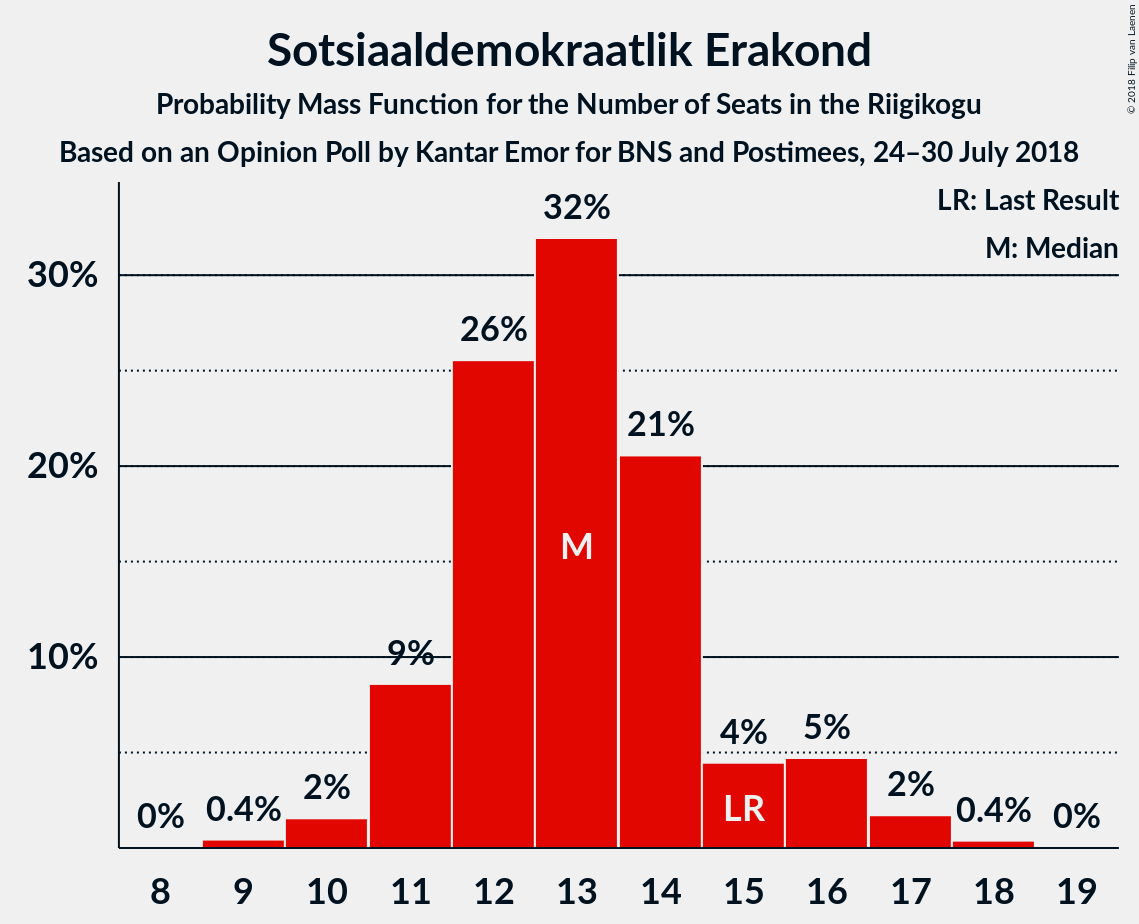 Sotsiaaldemokraatlik Erakond
Probability Mass Function for the Number of Seats in the Riigikogu
Based on an Opinion Poll by Kantar Emor for BNS and Postimees, 24–30 July 2018
© 2018 Filip van Laenen
LR: Last Result
M: Median
30%
20%
10%
0%
0.4%
2%
9%
26%
32%
21%
4%
5%
2%
0.4%
0%
M
LR
8 9 10 11 12 13 14 15 16 17 18 19